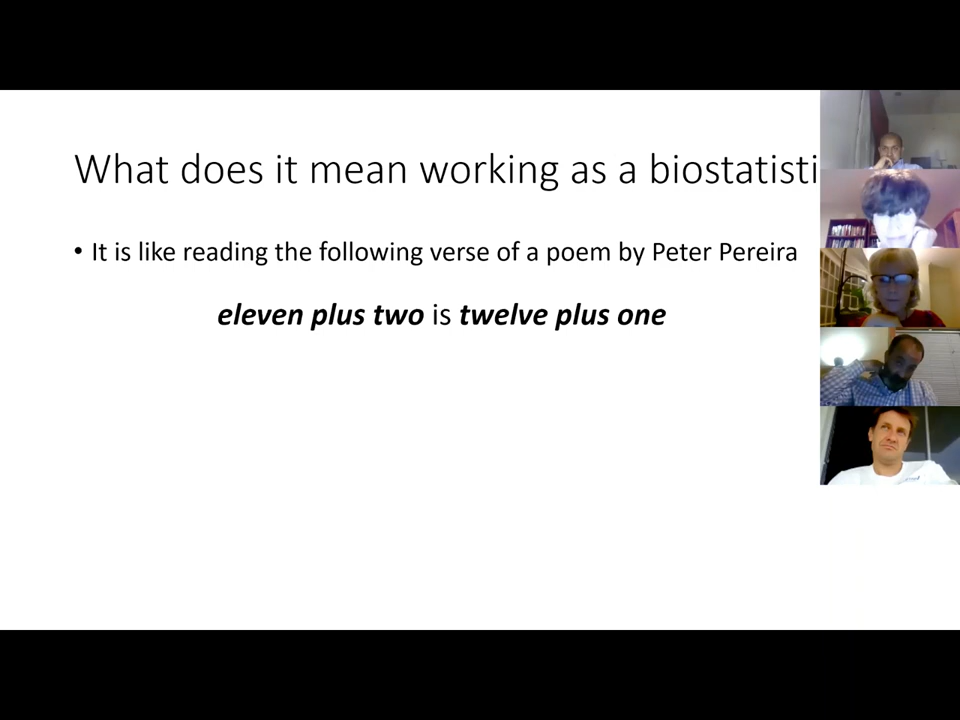 What does it mean working as a biostatisti
• It is like reading the following verse of a poem by Peter Pereira
eleven plus two is twelve plus one